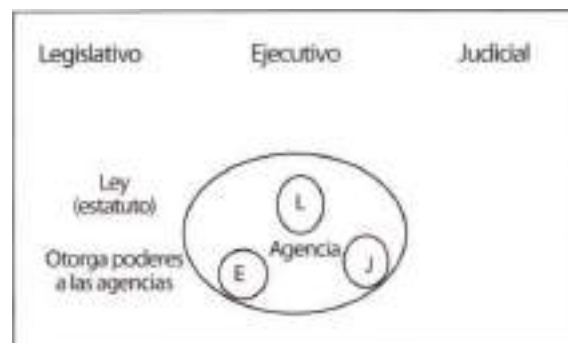 Legislativo Ejecutivo Judicial
Ley
(estatuto)
L
Otorga poderes
a las agencias
Agencia
E
J